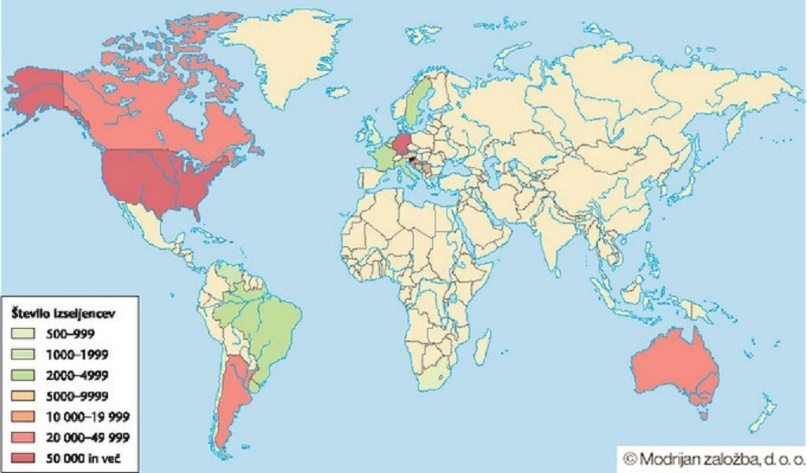 Število izseljencev
500–999
1000–1999
2000–4999
5000–9999
10 000–19 999
20 000–49 999
50 000 in več
© Modrijan založba, d. o. o.